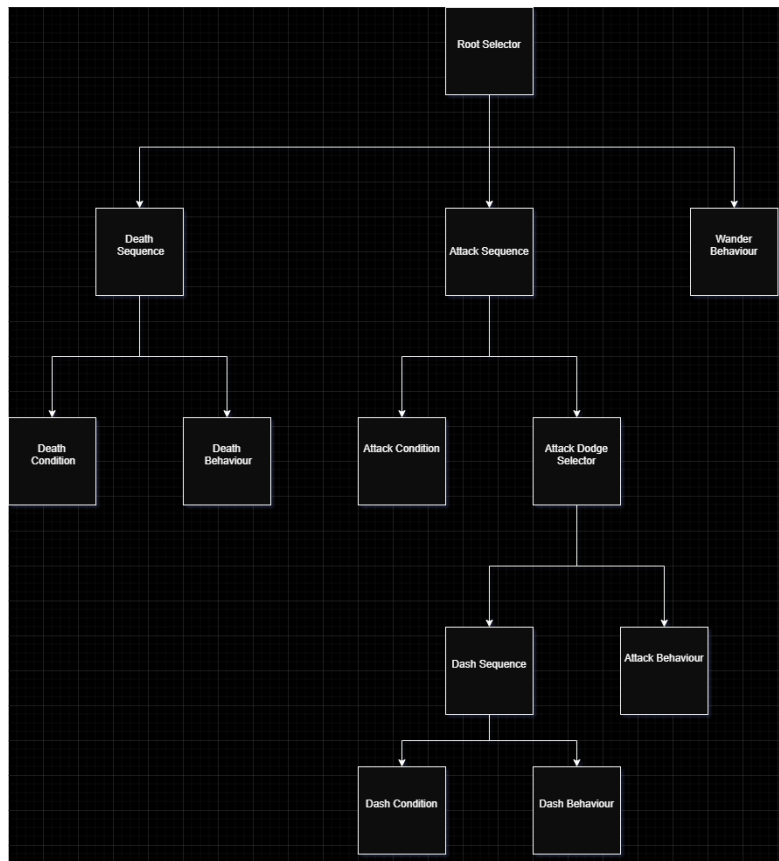 Root Selector
Death
Sequence
Attack Sequence
Wander
Behaviour
Death
Condition
Death
Behaviour
Attack Condition
Attack Dodge
Selector
Dash Sequence
Attack Behaviour
Dash Condition
Dash Behaviour